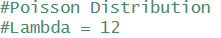 #Poisson Distribution
#Lambda = 12